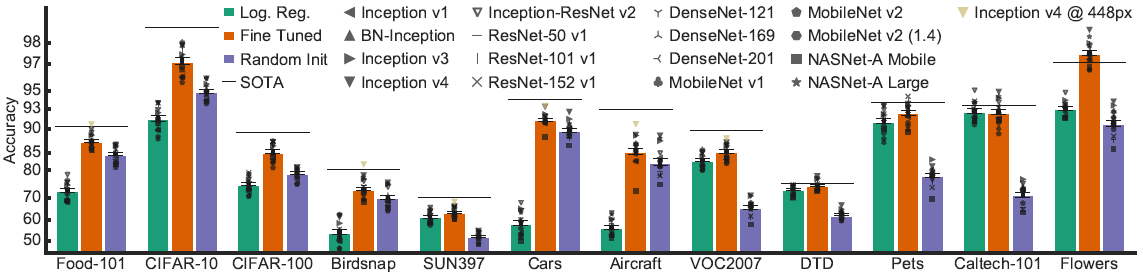 Log. Reg.
Fine Tuned
Random Init
SOTA
Inception v1
BN-Inception
Inception v3
Inception v4
Inception-ResNet v2
ResNet-50 v1
ResNet-101 v1
ResNet-152 v1
DenseNet-121
DenseNet-169
DenseNet-201
MobileNet v1
MobileNet v2
MobileNet v2 (1.4)
NASNet-A Mobile
NASNet-A Large
Inception v4 @ 448px
Accuracy
98
97
95
93
90
85
70
60
50
Food-101
CIFAR-10
CIFAR-100
Birdsnap
SUN397
Cars
Aircraft
VOC2007
DTD
Pets
Caltech-101
Flowers